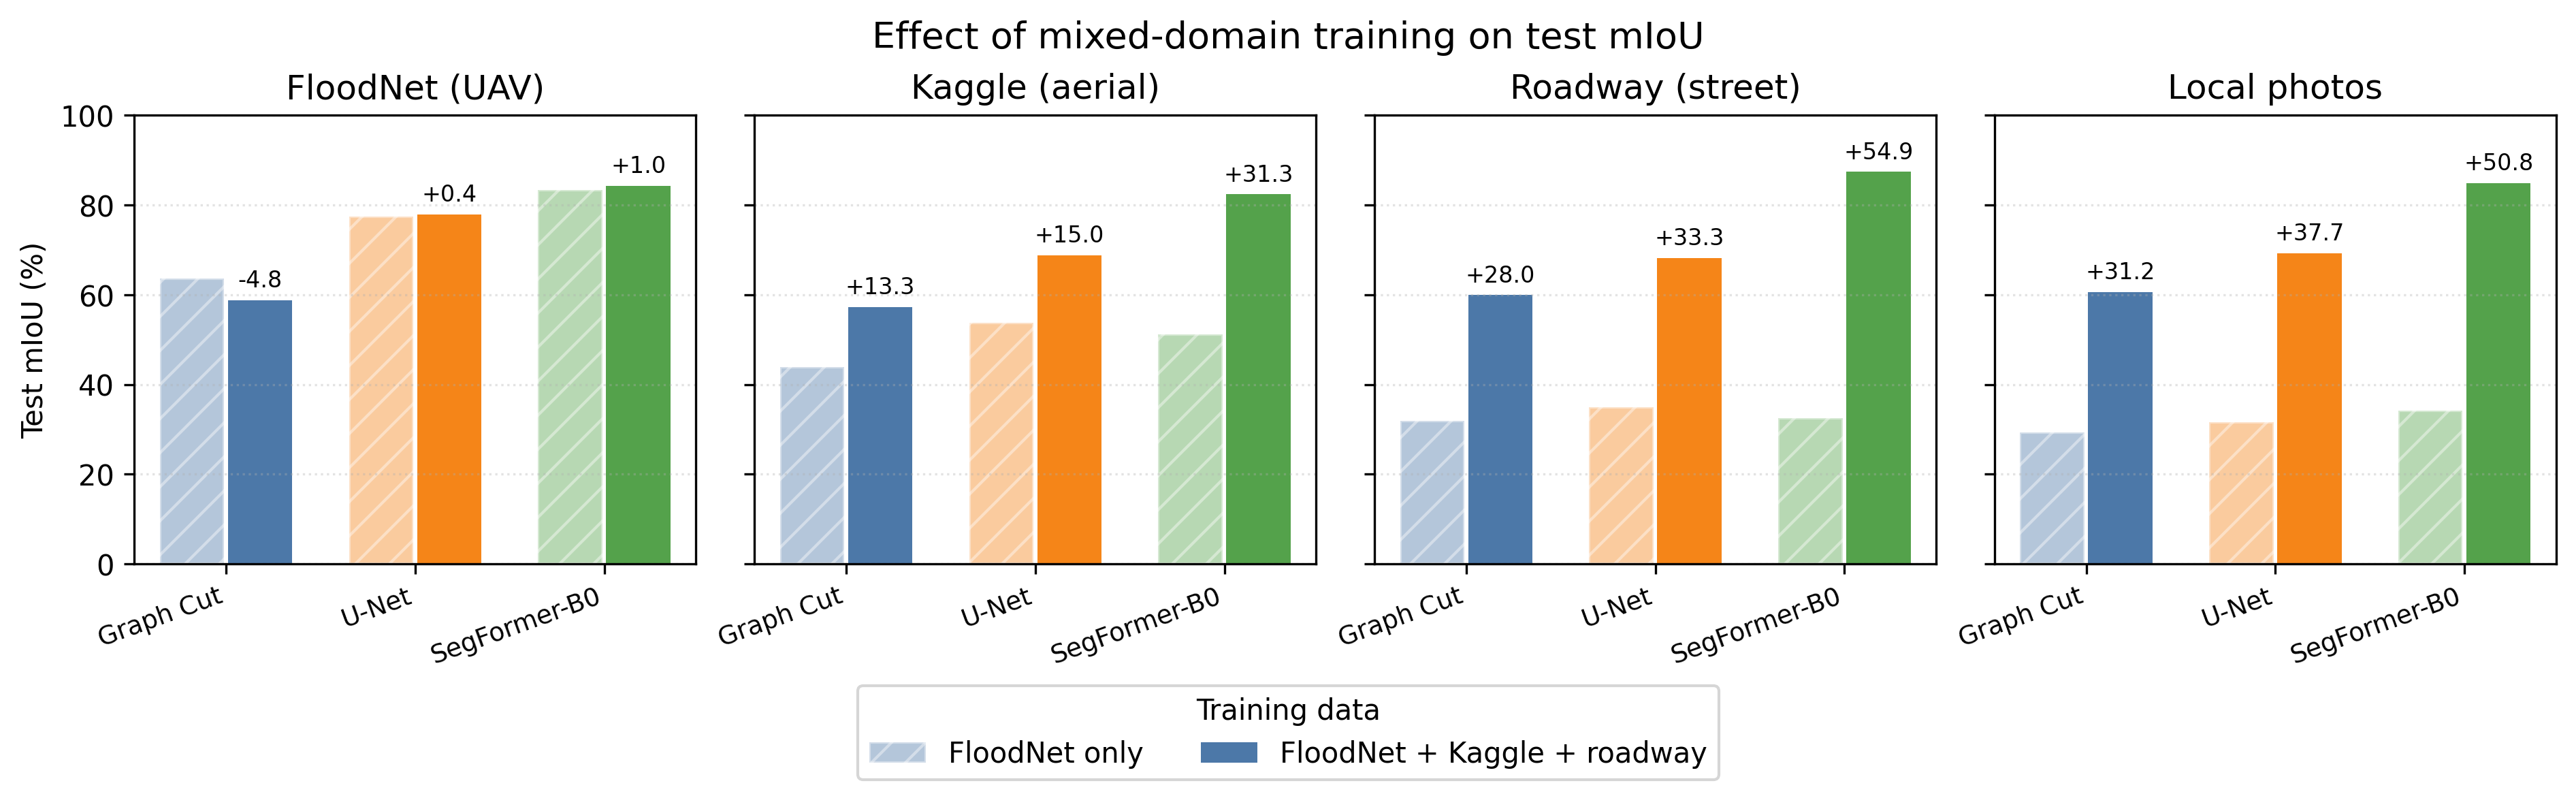 Effect of mixed-domain training on test mIoU
FloodNet (UAV)
Kaggle (aerial)
Roadway (street)
Local photos
Test mIoU (%)
100
80
60
40
20
0
-4.8
+0.4
+1.0
+13.3
+15.0
+31.3
+28.0
+33.3
+54.9
+31.2
+37.7
+50.8
Graph Cut
U-Net
SegFormer-B0
Graph Cut
U-Net
SegFormer-B0
Graph Cut
U-Net
SegFormer-B0
Graph Cut
U-Net
SegFormer-B0
Training data
FloodNet only
FloodNet + Kaggle + roadway